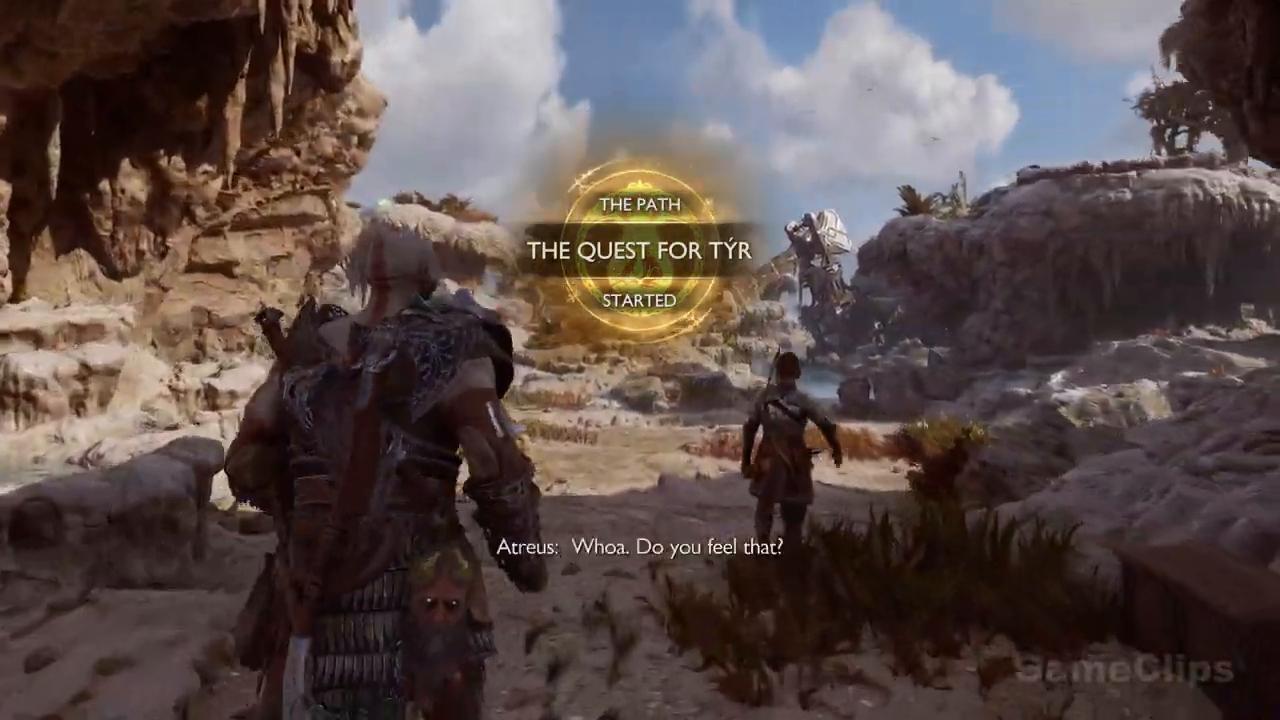 THE PATH
THE QUEST FOR TÝR
STARTED
Atreus: Whoa. Do you feel that?
GameClips